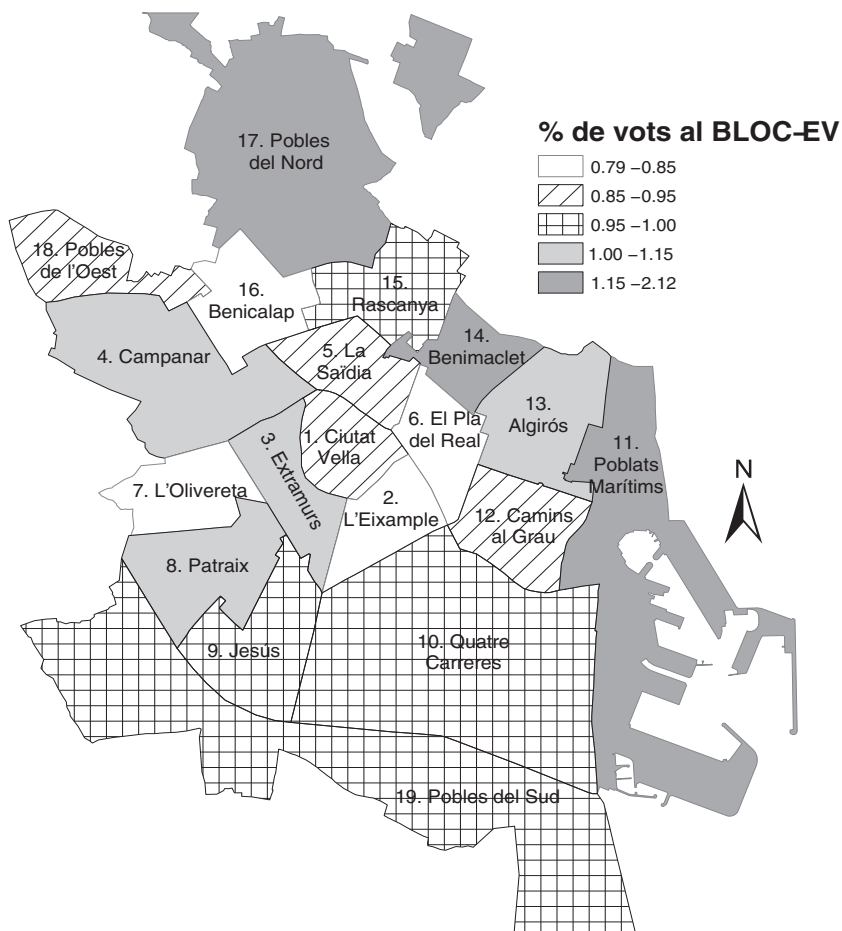 % de vots al BLOC-EV
0.79 –0.85
0.85 –0.95
0.95 –1.00
1.00 –1.15
1.15 –2.12
17. Pobles
del Nord
18. Pobles
de l'Oest
16.
Benicalap
15.
Rascanya
4. Campanar
5. La
Saïdia
14.
Benimaclet
6. El Pla
del Real
13.
Algirós
1. Ciutat
Vella
3. Extramurs
11.
Poblats
Marítims
N
7. L'Olivereta
2.
L'Eixample
12. Camins
al Grau
8. Patraix
9. Jesús
10. Quatre
Carreres
19. Pobles del Sud